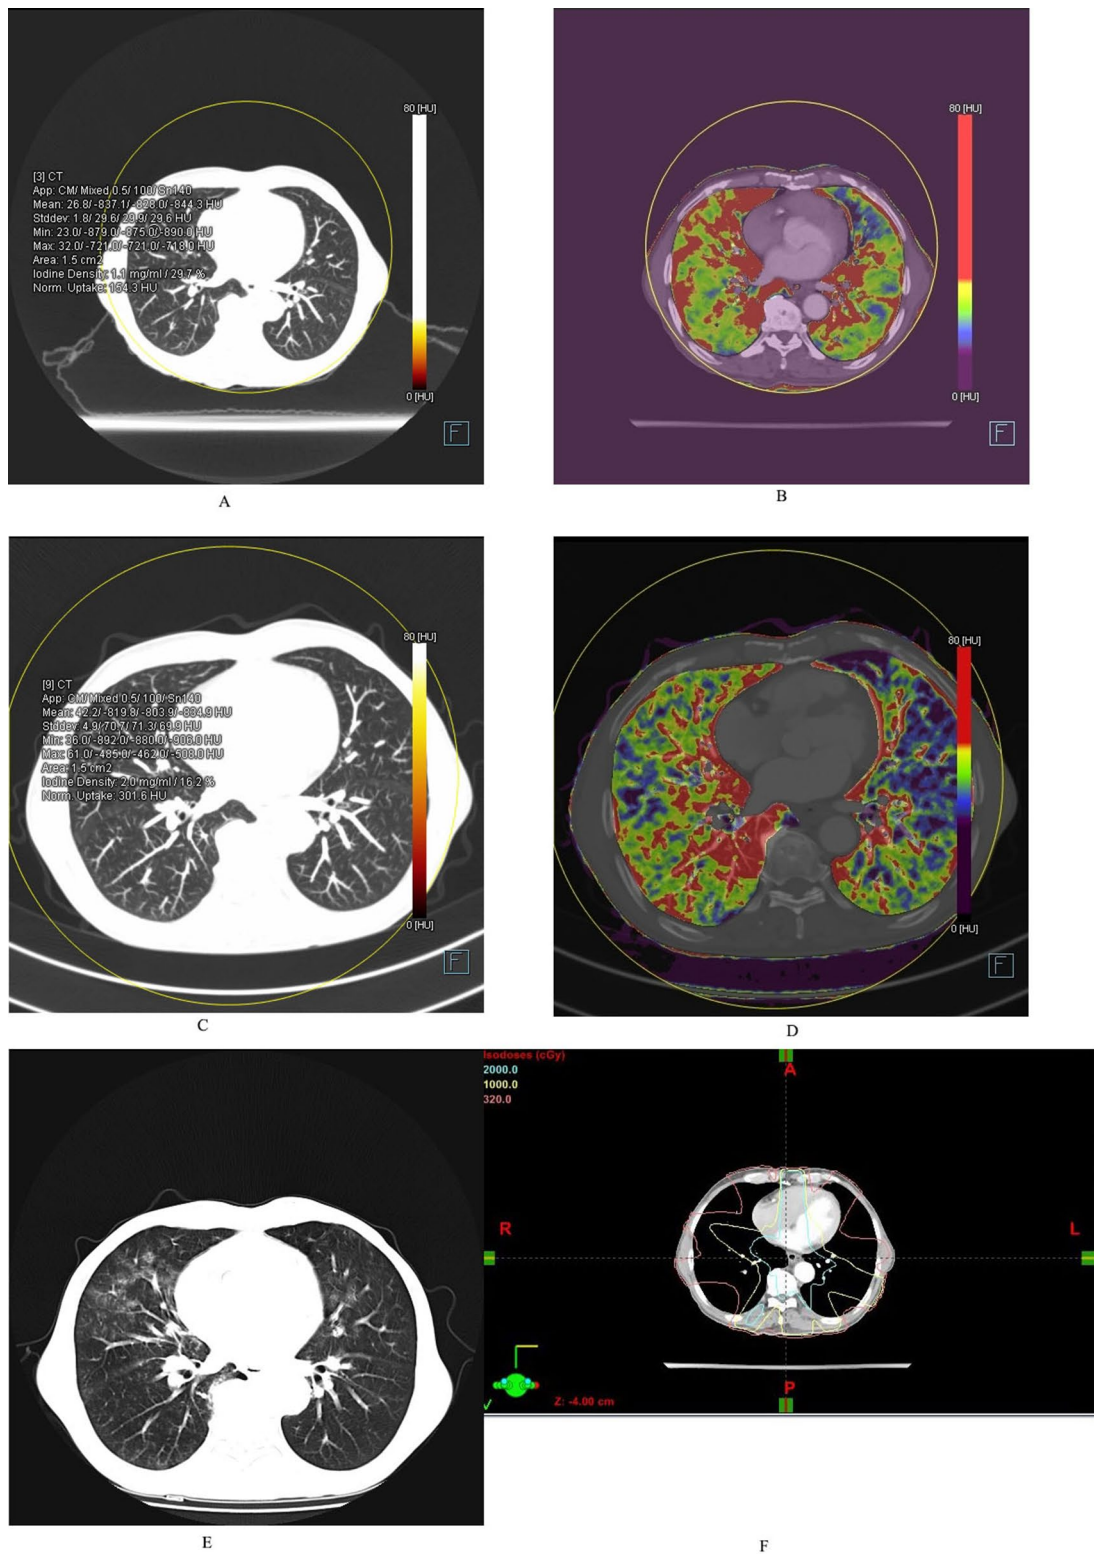 80 [HU]
[3] CT
App: CM/ Mixed 0.5/ 100/ Sn140
Mean: 26.8/ -837.1/ -828.0/ -844.3 HU
Stddev: 1.8/ 29.6/ 29.9/ 29.6 HU
Min: 23.0/ -879.0/ -875.0/ -890.0 HU
Max: 32.0/ -721.0/ -721.0/ -718.0 HU
Area: 1.5 cm2
Iodine Density: 1.1 mg/ml / 29.7 %
Norm. Uptake: 154.3 HU
0 [HU]
F
A
80 [HU]
0 [HU]
F
B
80 [HU]
[9] CT
App: CM/ Mixed 0.5/ 100/ Sn140
Mean: 42.2/ -819.8/ -803.9/ -834.9 HU
Stddev: 4.9/ 70.7/ 71.3/ 69.9 HU
Min: 36.0/ -892.0/ -880.0/ -906.0 HU
Max: 61.0/ -485.0/ -462.0/ -508.0 HU
Area: 1.5 cm2
Iodine Density: 2.0 mg/ml / 16.2 %
Norm. Uptake: 301.6 HU
0 [HU]
F
C
80 [HU]
0 [HU]
F
D
E
Isodoses (cGy)
2000.0
1000.0
320.0
A
R
L
P
Z: -4.00 cm
F